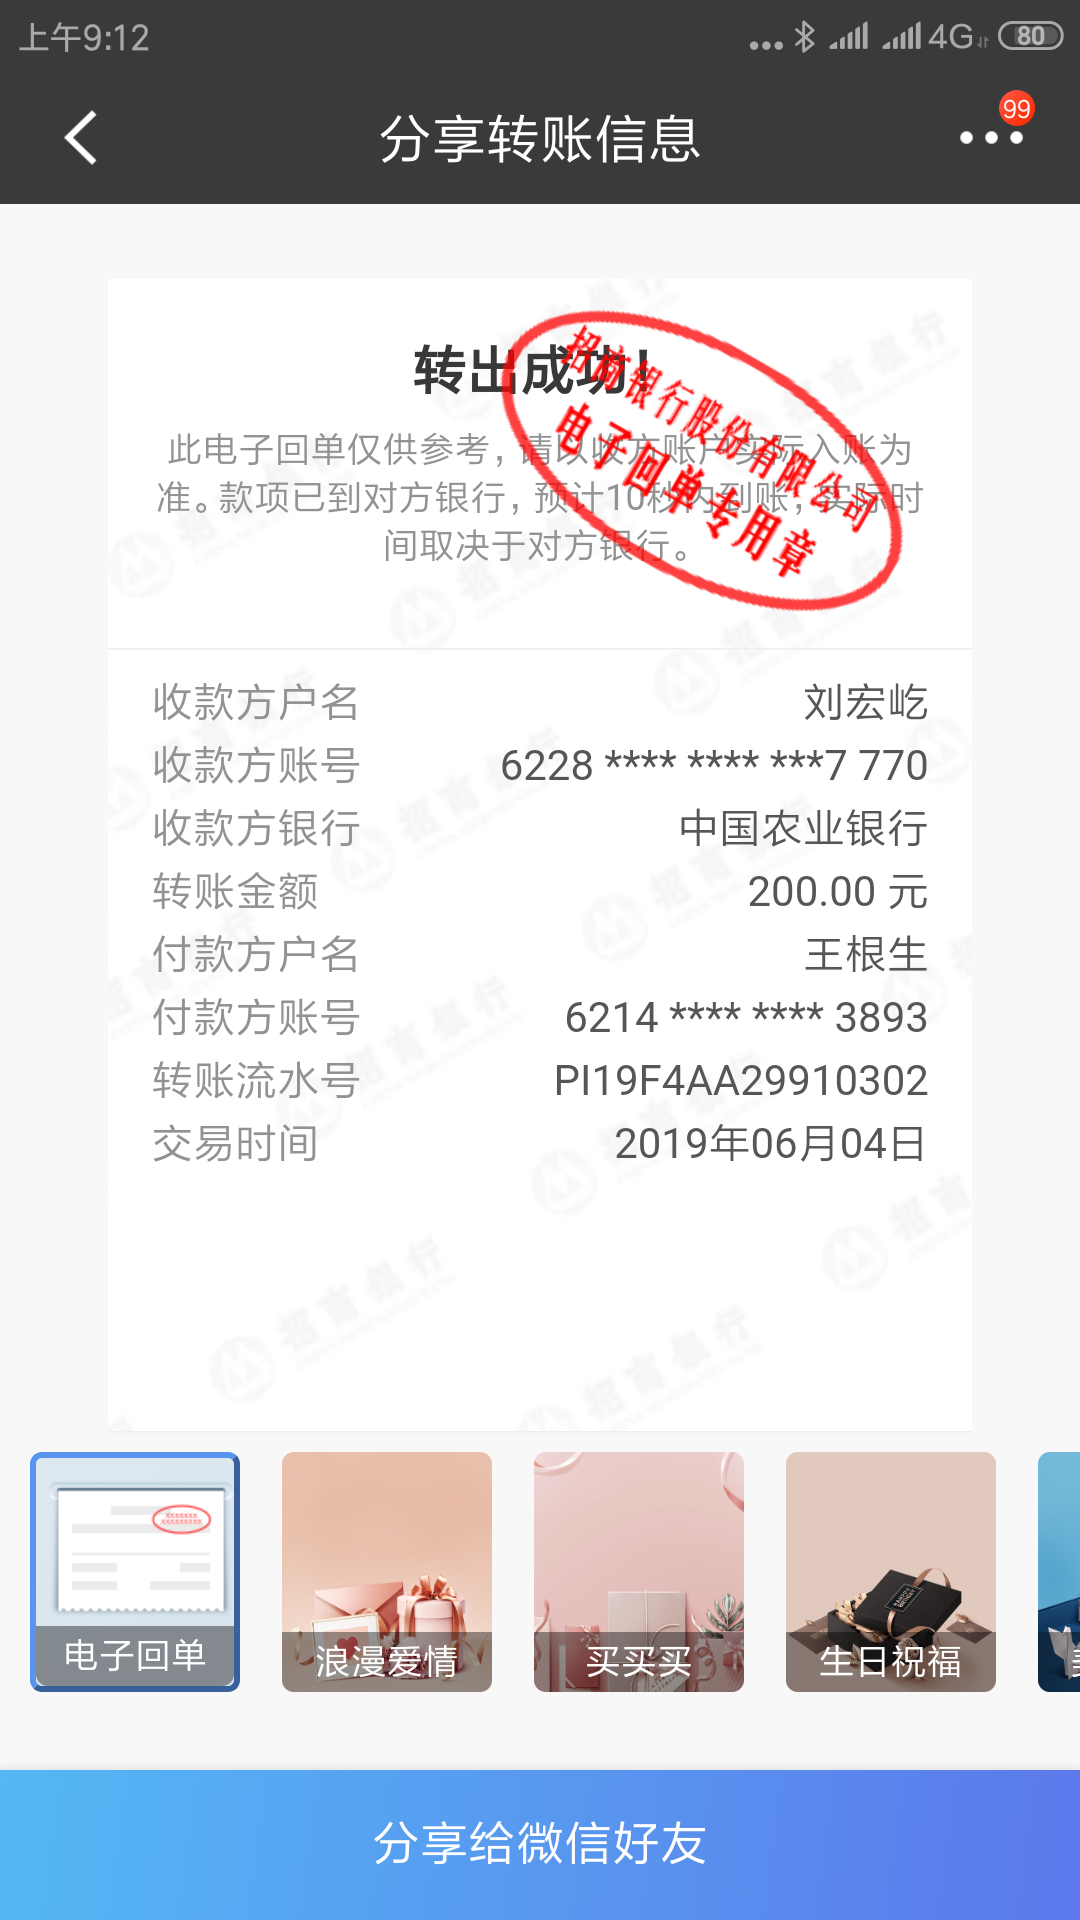 上午9:12
4G
80
分享转账信息
99
转出成功!
招商银行股份有限公司
电子回单专用章
此电子回单仅供参考,请以收方账户实际入账为
准。款项已到对方银行,预计10秒内到账,实际时
间取决于对方银行。
收款方户名 刘宏屹
收款方账号 6228 **** **** ***7 770
收款方银行 中国农业银行
转账金额 200.00 元
付款方户名 王根生
付款方账号 6214 **** **** 3893
转账流水号 PI19F4AA29910302
交易时间 2019年06月04日
招商银行
电子回单
浪漫爱情
买买买
生日祝福
分享给微信好友